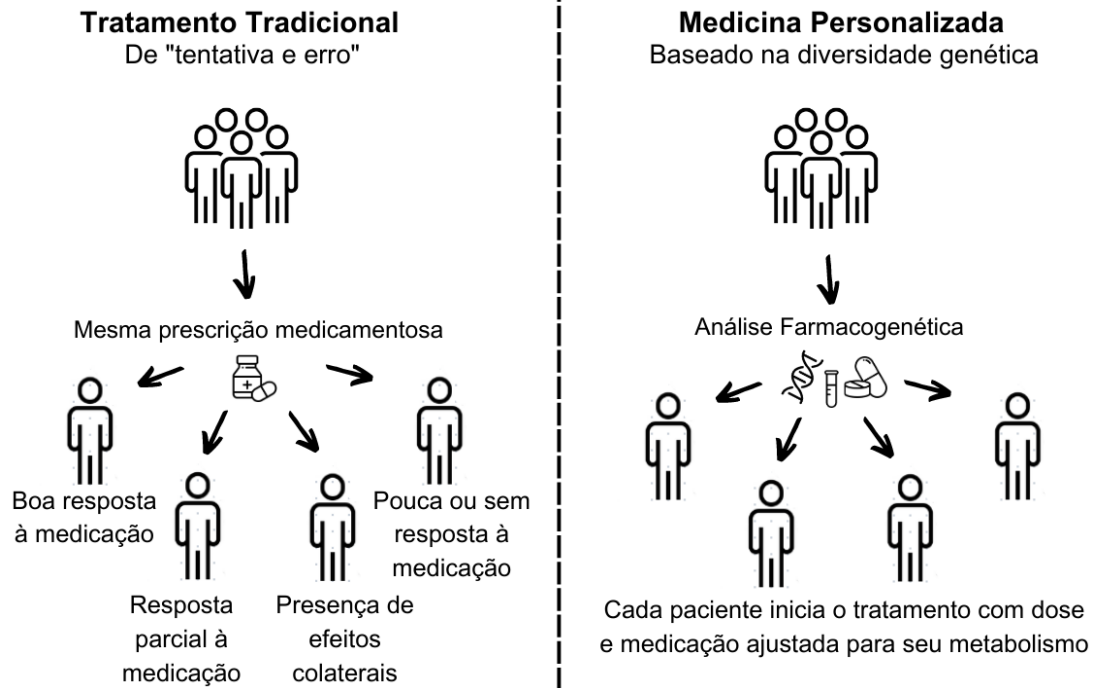 Tratamento Tradicional
De "tentativa e erro"
Mesma prescrição medicamentosa
Boa resposta
à medicação
Resposta
parcial à
medicação
Presença de
efeitos
colaterais
Pouca ou sem
resposta à
medicação
Medicina Personalizada
Baseado na diversidade genética
Análise Farmacogenética
Cada paciente inicia o tratamento com dose
e medicação ajustada para seu metabolismo